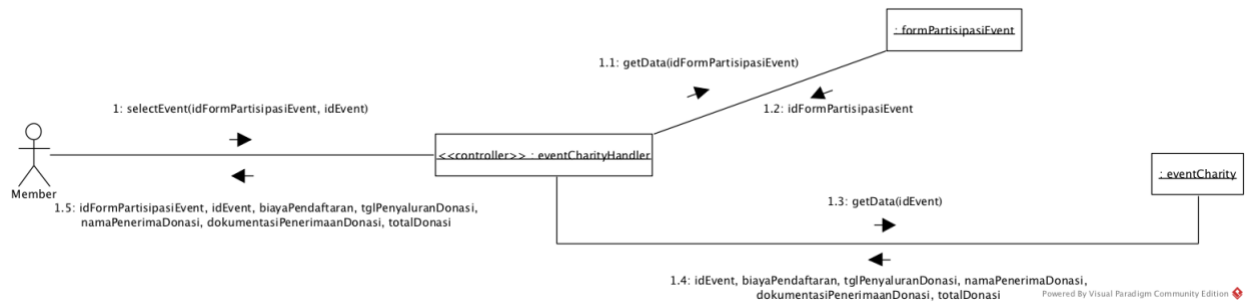 : formPartisipasiEvent
1.1: getData(idFormPartisipasiEvent)
1.2: idFormPartisipasiEvent
1: selectEvent(idFormPartisipasiEvent, idEvent)
<<controller>> : eventCharityHandler
: eventCharity
Member
1.5: idFormPartisipasiEvent, idEvent, biayaPendaftaran, tglPenyaluranDonasi,
namaPenerimaDonasi, dokumentasiPenerimaanDonasi, totalDonasi
1.3: getData(idEvent)
1.4: idEvent, biayaPendaftaran, tglPenyaluranDonasi, namaPenerimaDonasi,
dokumentasiPenerimaanDonasi, totalDonasi
Powered By Visual Paradigm Community Edition